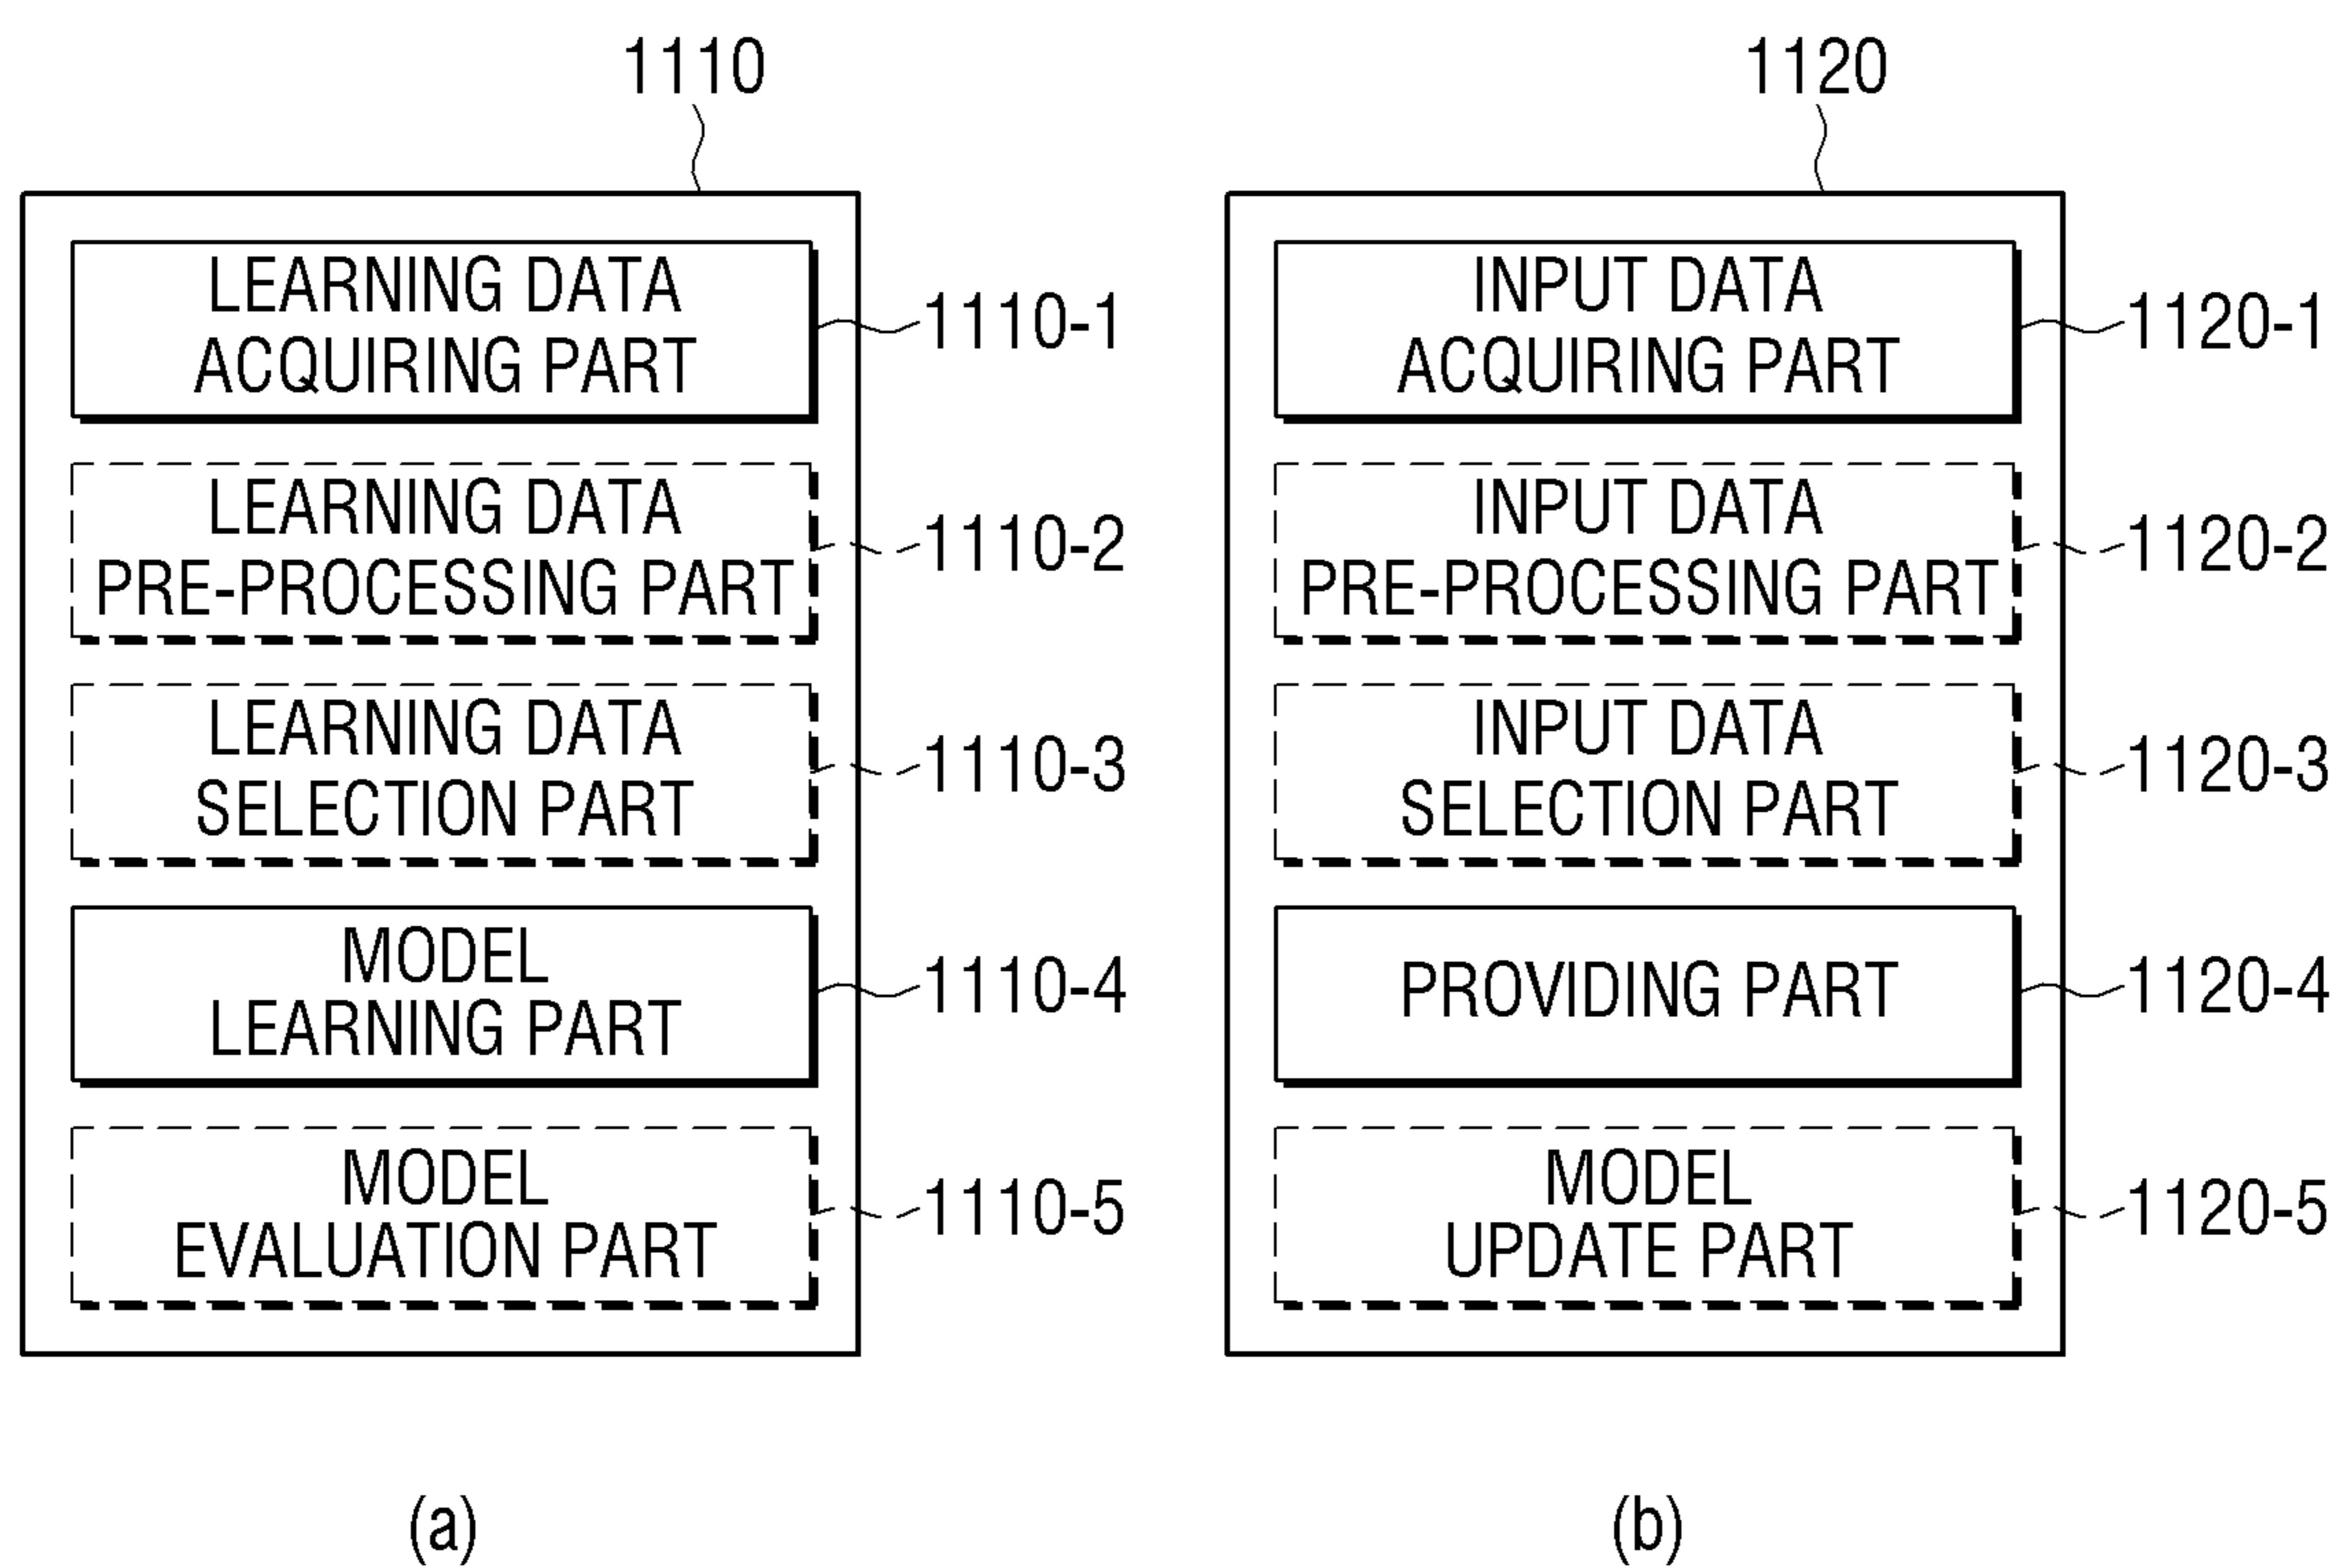 1110
LEARNING DATA
ACQUIRING PART
1110-1
LEARNING DATA
PRE-PROCESSING PART
1110-2
LEARNING DATA
SELECTION PART
1110-3
MODEL
LEARNING PART
1110-4
MODEL
EVALUATION PART
1110-5
(a)
1120
INPUT DATA
ACQUIRING PART
1120-1
INPUT DATA
PRE-PROCESSING PART
1120-2
INPUT DATA
SELECTION PART
1120-3
PROVIDING PART
1120-4
MODEL
UPDATE PART
1120-5
(b)